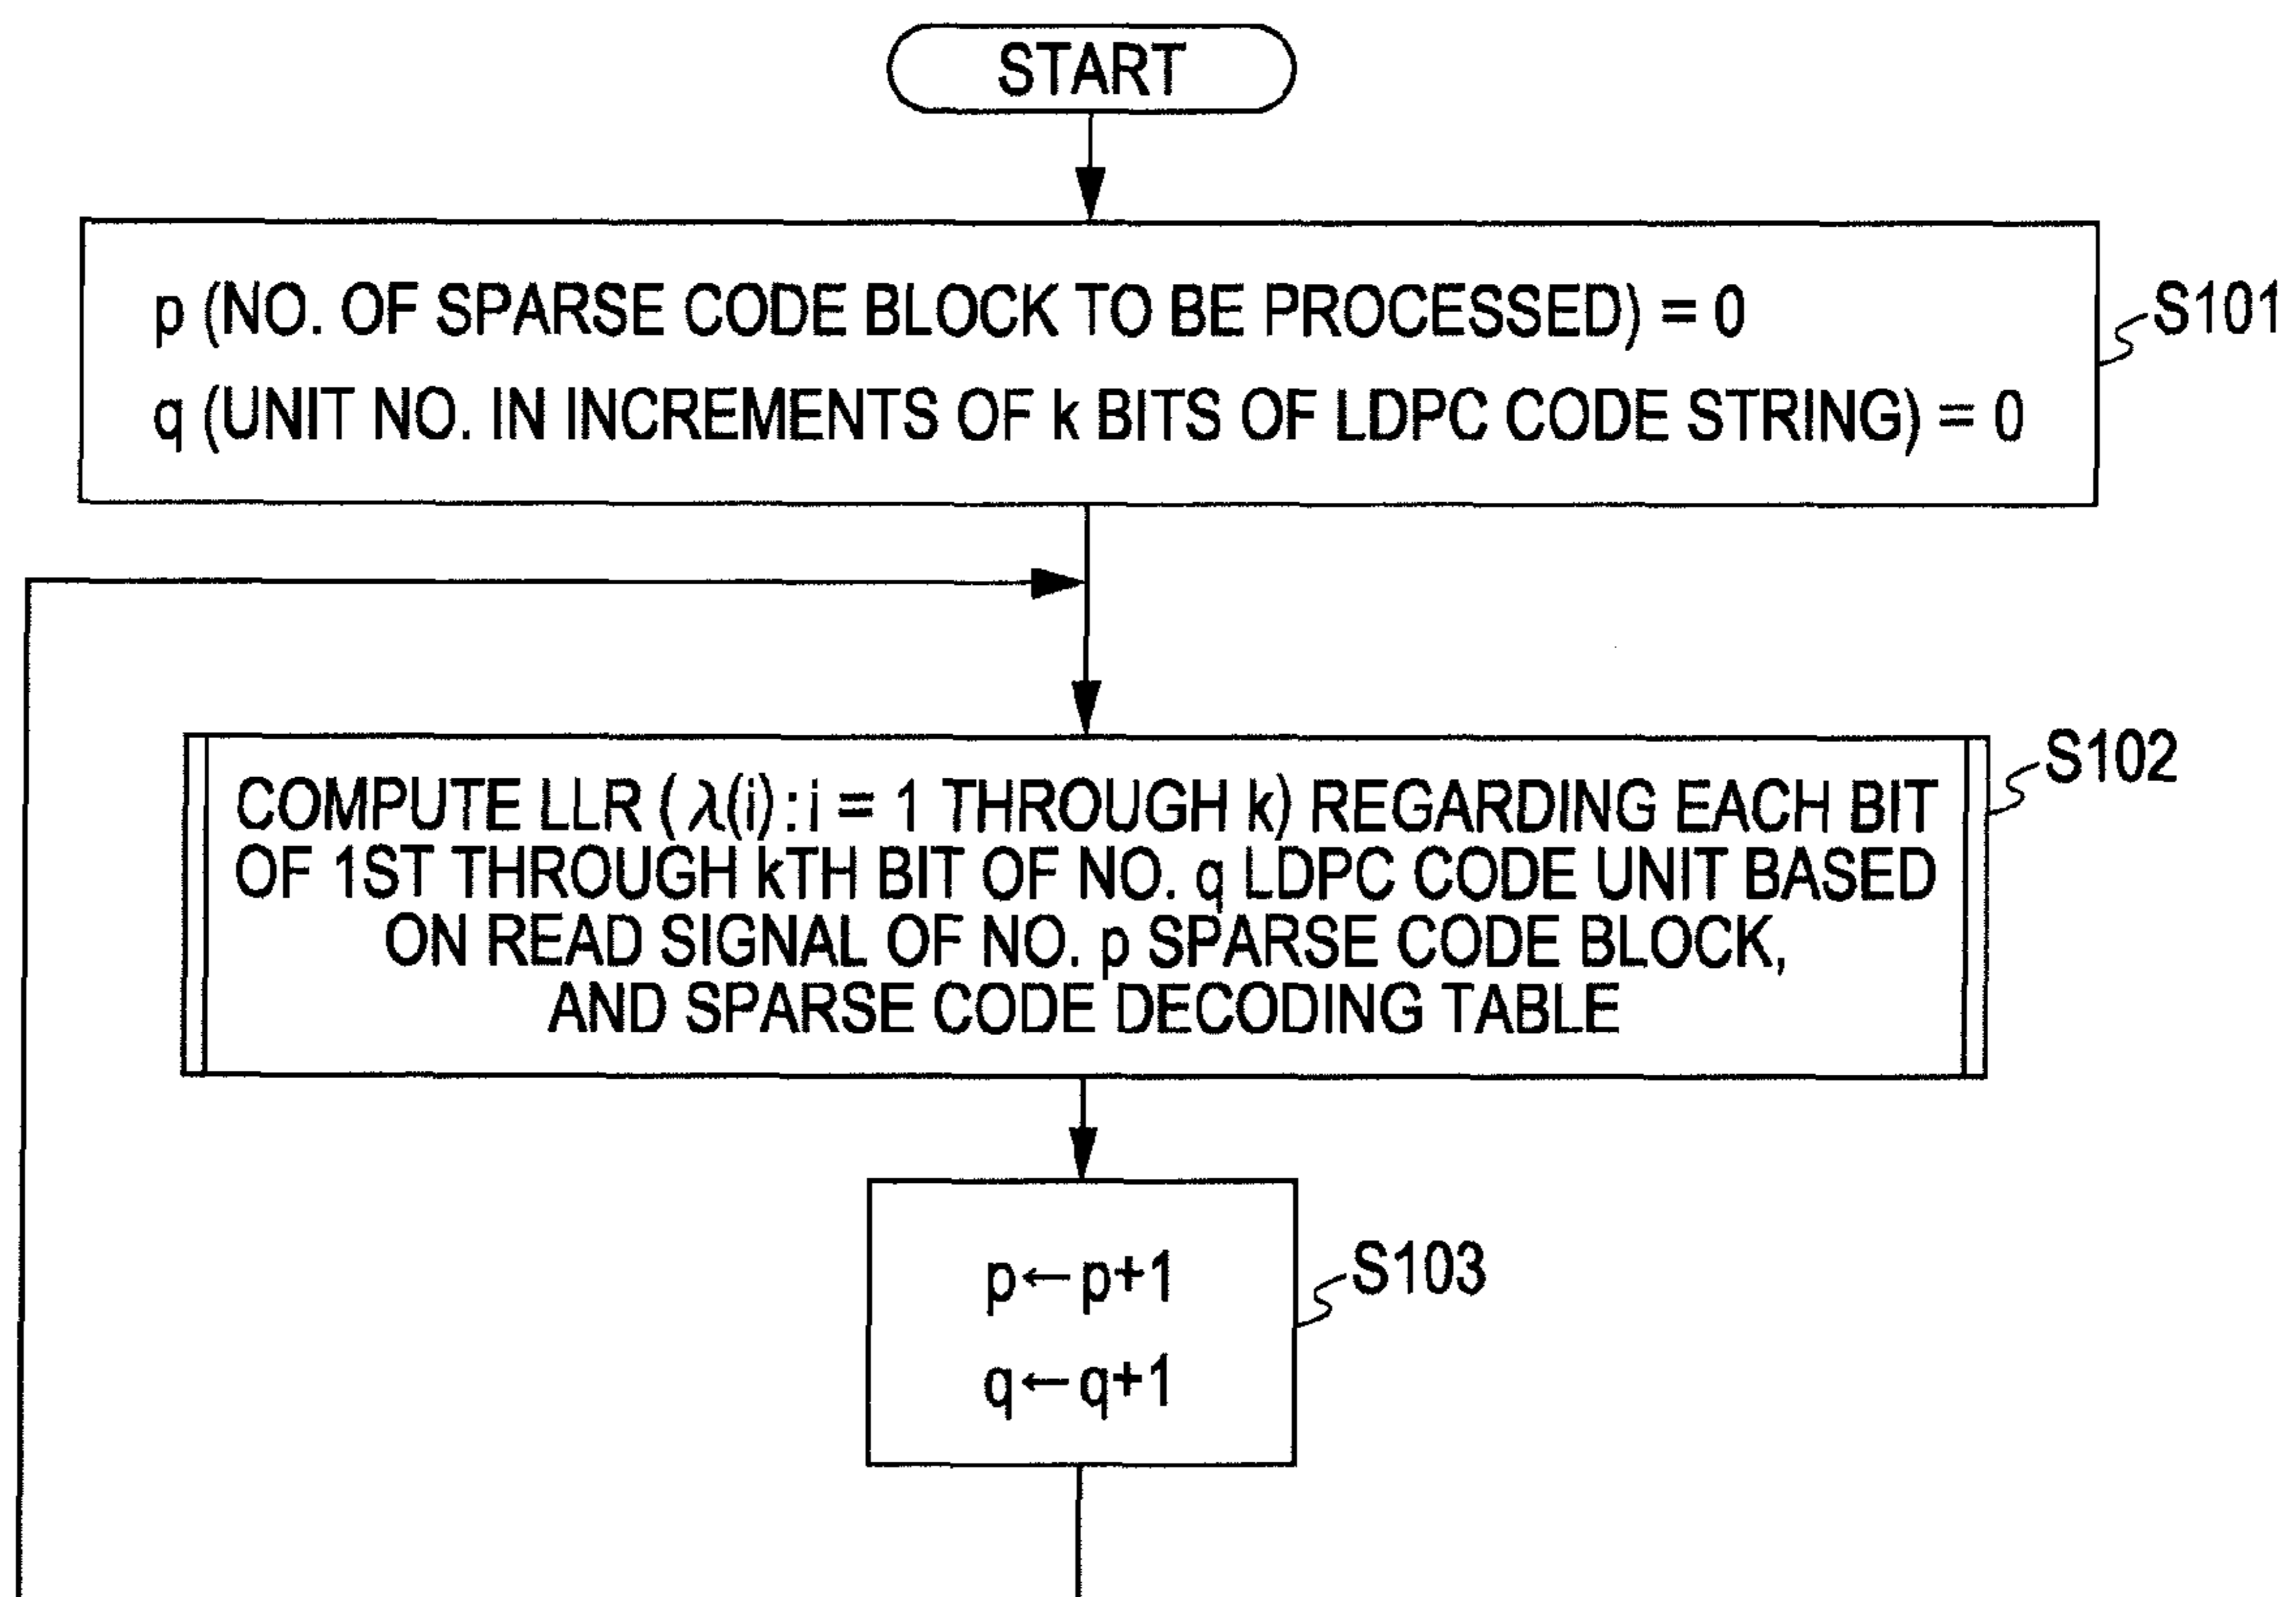 START
p (NO. OF SPARSE CODE BLOCK TO BE PROCESSED) = 0
q (UNIT NO. IN INCREMENTS OF k BITS OF LDPC CODE STRING) = 0
S101
COMPUTE LLR (λ(i) : i = 1 THROUGH k) REGARDING EACH BIT
OF 1ST THROUGH kTH BIT OF NO. q LDPC CODE UNIT BASED
ON READ SIGNAL OF NO. p SPARSE CODE BLOCK,
AND SPARSE CODE DECODING TABLE
S102
p←p+1
q←q+1
S103